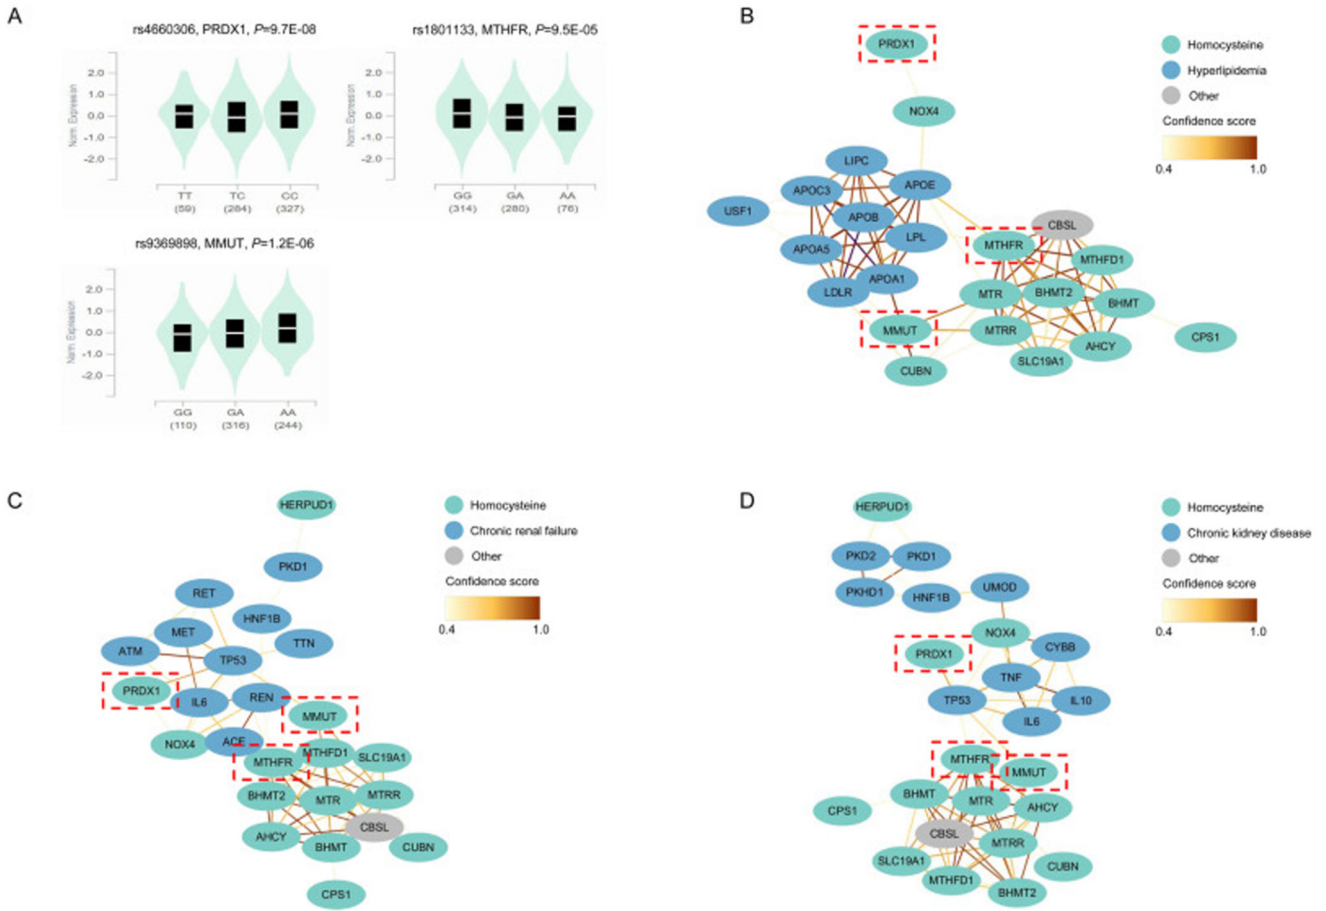 A
rs4660306, PRDX1, P=9.7E-08
Norm. Expression
2.0
1.0
0.0
-1.0
-2.0
TT
TC
CC
(59)
(284)
(327)
rs1801133, MTHFR, P=9.5E-05
Norm. Expression
2.0
1.0
0.0
-1.0
-2.0
GG
GA
AA
(314)
(280)
(76)
rs9369898, MMUT, P=1.2E-06
Norm. Expression
2.0
1.0
0.0
-1.0
-2.0
GG
GA
AA
(110)
(316)
(244)
B
PRDX1
NOX4
LIPC
APOC3
APOE
USF1
APOB
LPL
APOA5
LDLR
APOA1
CBSL
MTHFR
MTHFD1
MTR
BHMT2
BHMT
MMUT
MTRR
CPS1
CUBN
SLC19A1
AHCY
Homocysteine
Hyperlipidemia
Other
Confidence score
0.4
1.0
C
HERPUD1
PKD1
RET
HNF1B
MET
TTN
ATM
TP53
PRDX1
IL6
REN
MMUT
NOX4
ACE
MTHFR
MTHFD1
SLC19A1
BHMT2
MTR
MTRR
AHCY
CBSL
BHMT
CUBN
CPS1
Homocysteine
Chronic renal failure
Other
Confidence score
0.4
1.0
D
HERPUD1
PKD2
PKD1
PKHD1
HNF1B
UMOD
NOX4
PRDX1
CYBB
TNF
TP53
IL10
IL6
MTHFR
MMUT
BHMT
MTR
AHCY
CPS1
CBSL
MTRR
SLC19A1
CUBN
MTHFD1
BHMT2
Homocysteine
Chronic kidney disease
Other
Confidence score
0.4
1.0